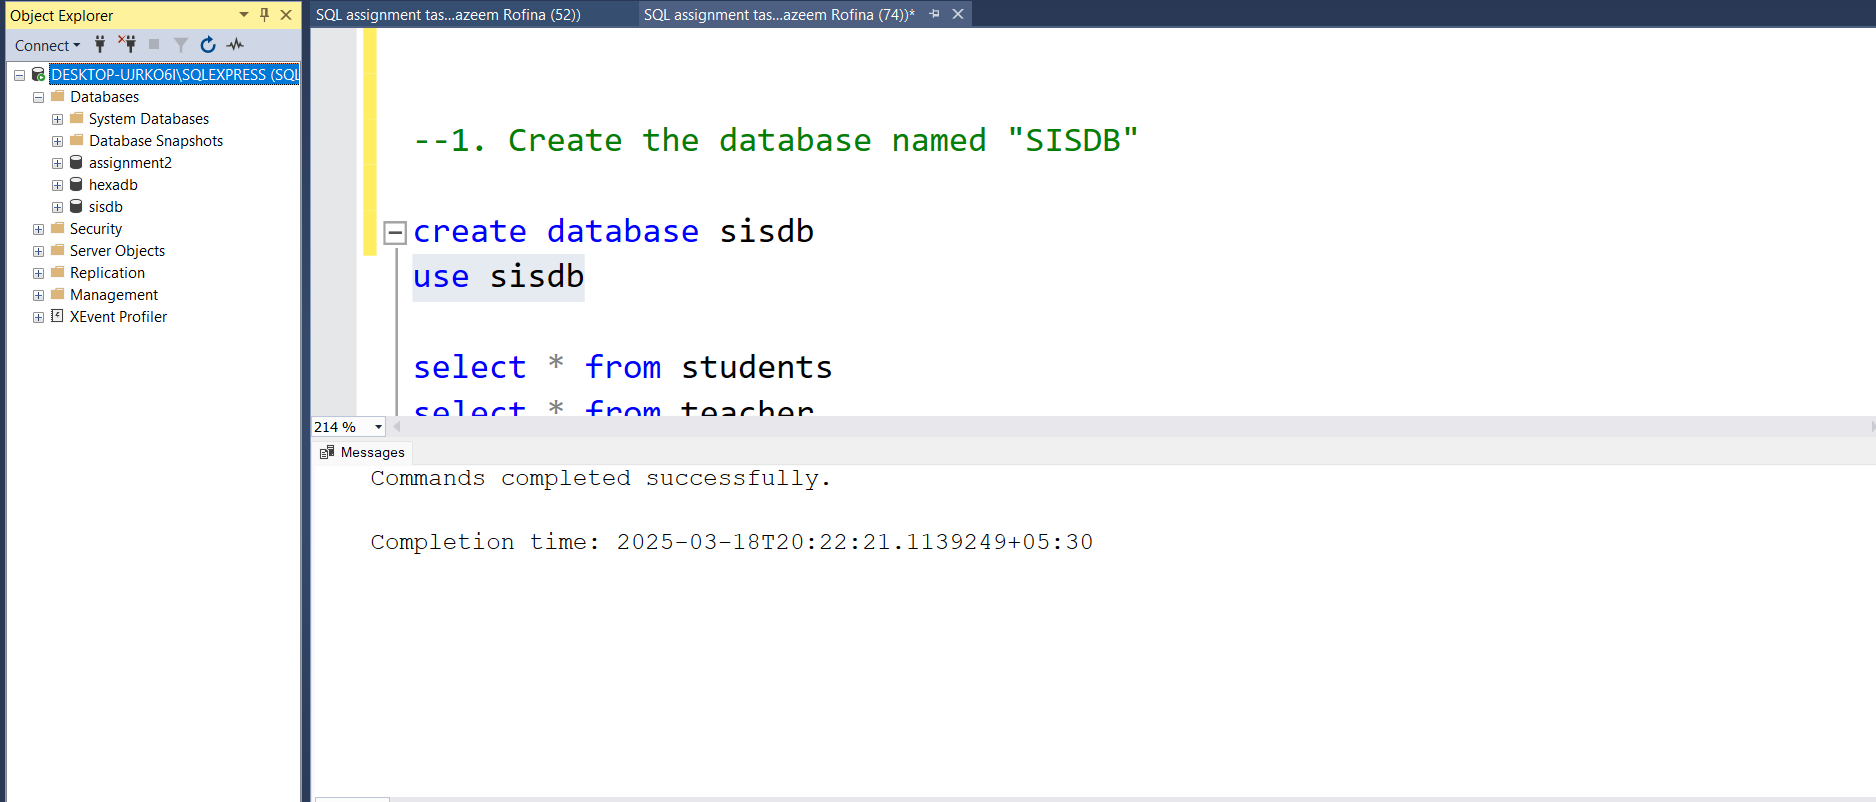 Object Explorer
Connect
DESKTOP-UJRKO6I\SQLEXPRESS (SQL
Databases
System Databases
Database Snapshots
assignment2
hexadb
sisdb
Security
Server Objects
Replication
Management
XEvent Profiler
SQL assignment tas...azeem Rofina (52))
SQL assignment tas...azeem Rofina (74))*
--1. Create the database named "SISDB"
create database sisdb
use sisdb
select * from students
select * from teacher
214 %
Messages
Commands completed successfully.
Completion time: 2025-03-18T20:22:21.1139249+05:30